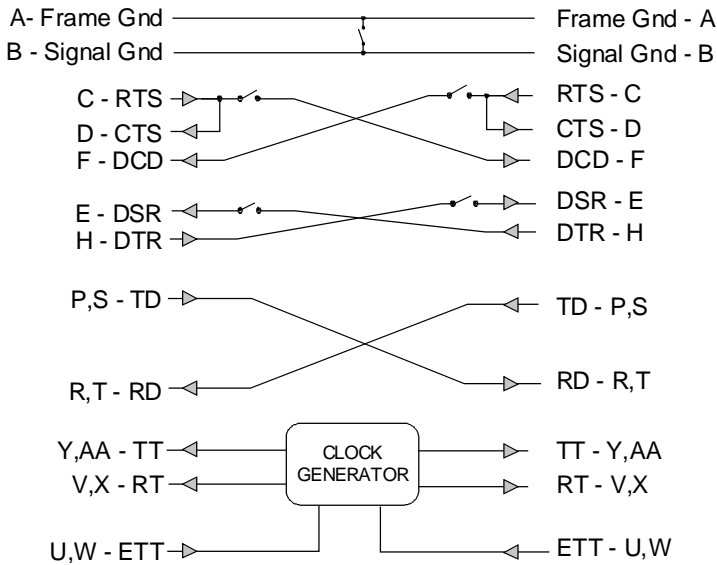 A- Frame Gnd
Frame Gnd - A
B - Signal Gnd
Signal Gnd - B
C - RTS
RTS - C
D - CTS
CTS - D
F - DCD
DCD - F
E - DSR
DSR - E
H - DTR
DTR - H
P,S - TD
TD - P,S
R,T - RD
RD - R,T
Y,AA - TT
CLOCK
GENERATOR
TT - Y,AA
V,X - RT
RT - V,X
U,W - ETT
ETT - U,W